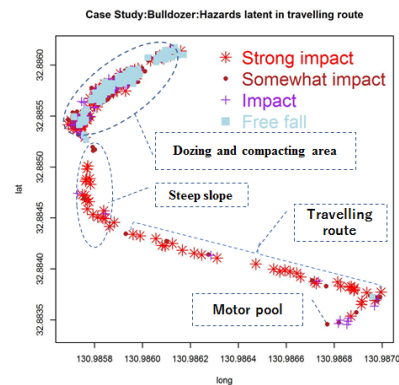 Case Study:Bulldozer:Hazards latent in travelling route
Strong impact
Somewhat impact
Impact
Free fall
Dozing and compacting area
Steep slope
Travelling
route
Motor pool
lat
32.8860
32.8855
32.8850
32.8845
32.8840
32.8835
130.9858 130.9860 130.9862 130.9864 130.9866 130.9868 130.9870
long